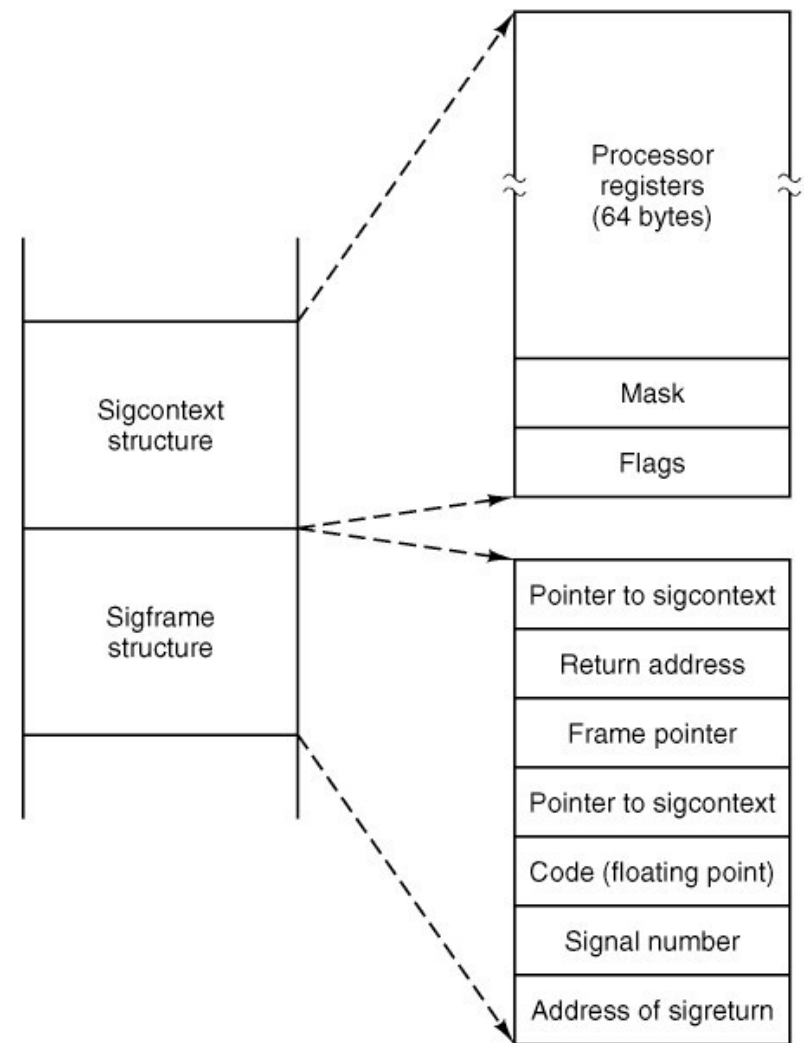 Processor
registers
(64 bytes)
Mask
Flags
Sigcontext
structure
Sigframe
structure
Pointer to sigcontext
Return address
Frame pointer
Pointer to sigcontext
Code (floating point)
Signal number
Address of sigreturn